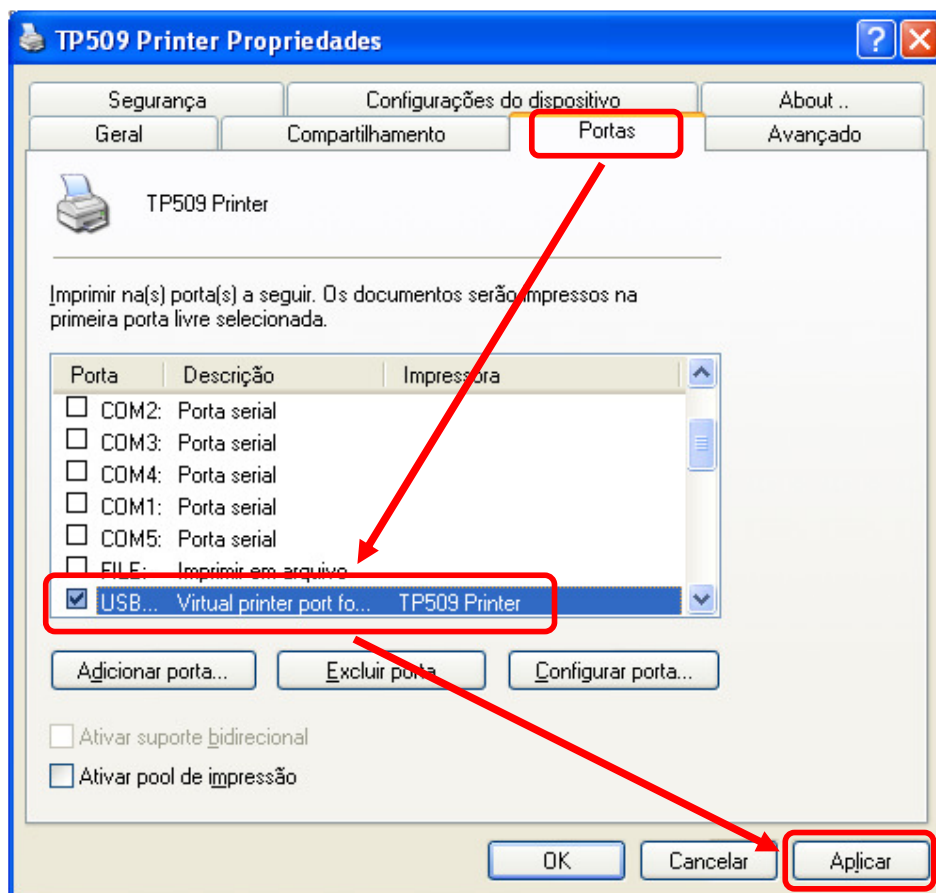 TP509 Printer Propriedades
Segurança Configurações do dispositivo About ..
Geral Compartilhamento Portas Avançado
TP509 Printer
Imprimir na(s) porta(s) a seguir. Os documentos serão impressos na
primeira porta livre selecionada.
Porta Descrição Impressora
COM2: Porta serial
COM3: Porta serial
COM4: Porta serial
COM1: Porta serial
COM5: Porta serial
FILE: Imprimir em arquivo
USB... Virtual printer port fo... TP509 Printer
Adicionar porta... Excluir porta Configurar porta...
Ativar suporte bidirecional
Ativar pool de impressão
OK Cancelar Aplicar